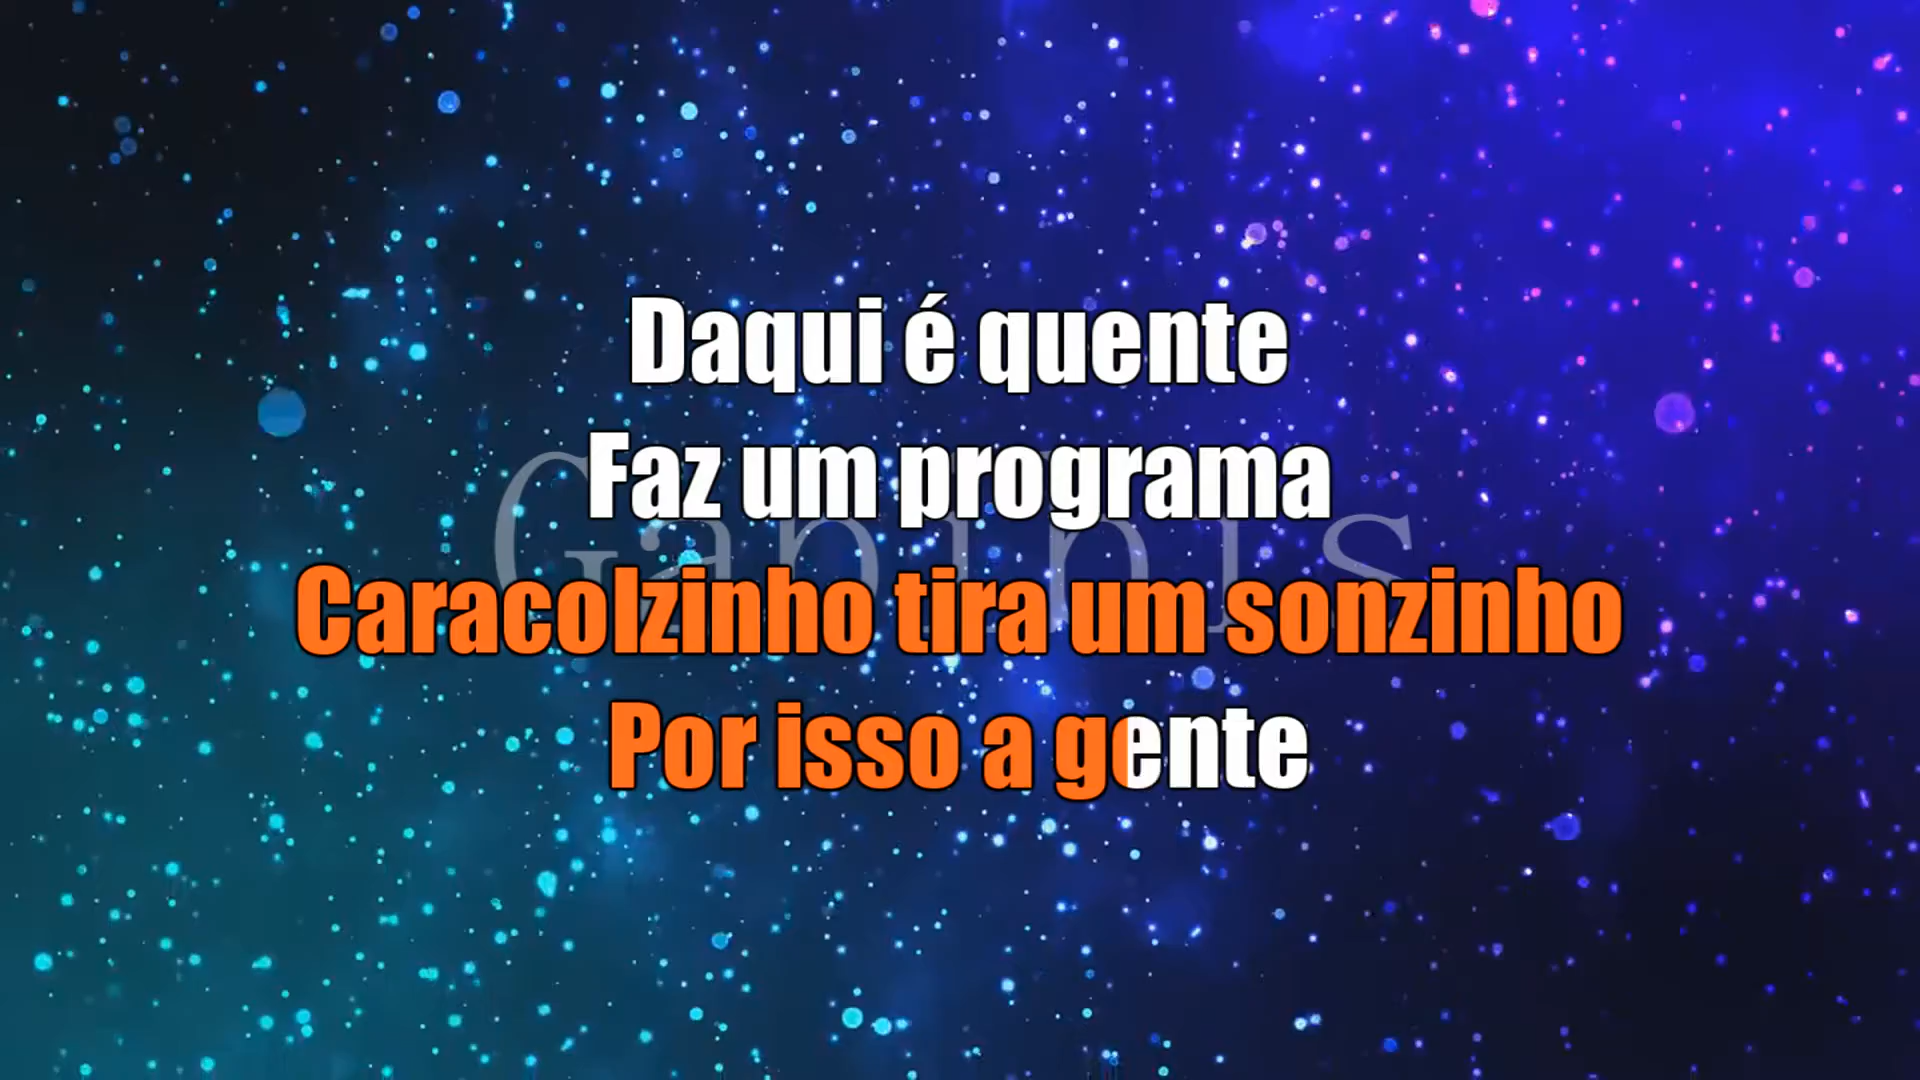 Daqui é quente
Faz um programa
Caracolzinho tira um sonzinho
Por isso a gente